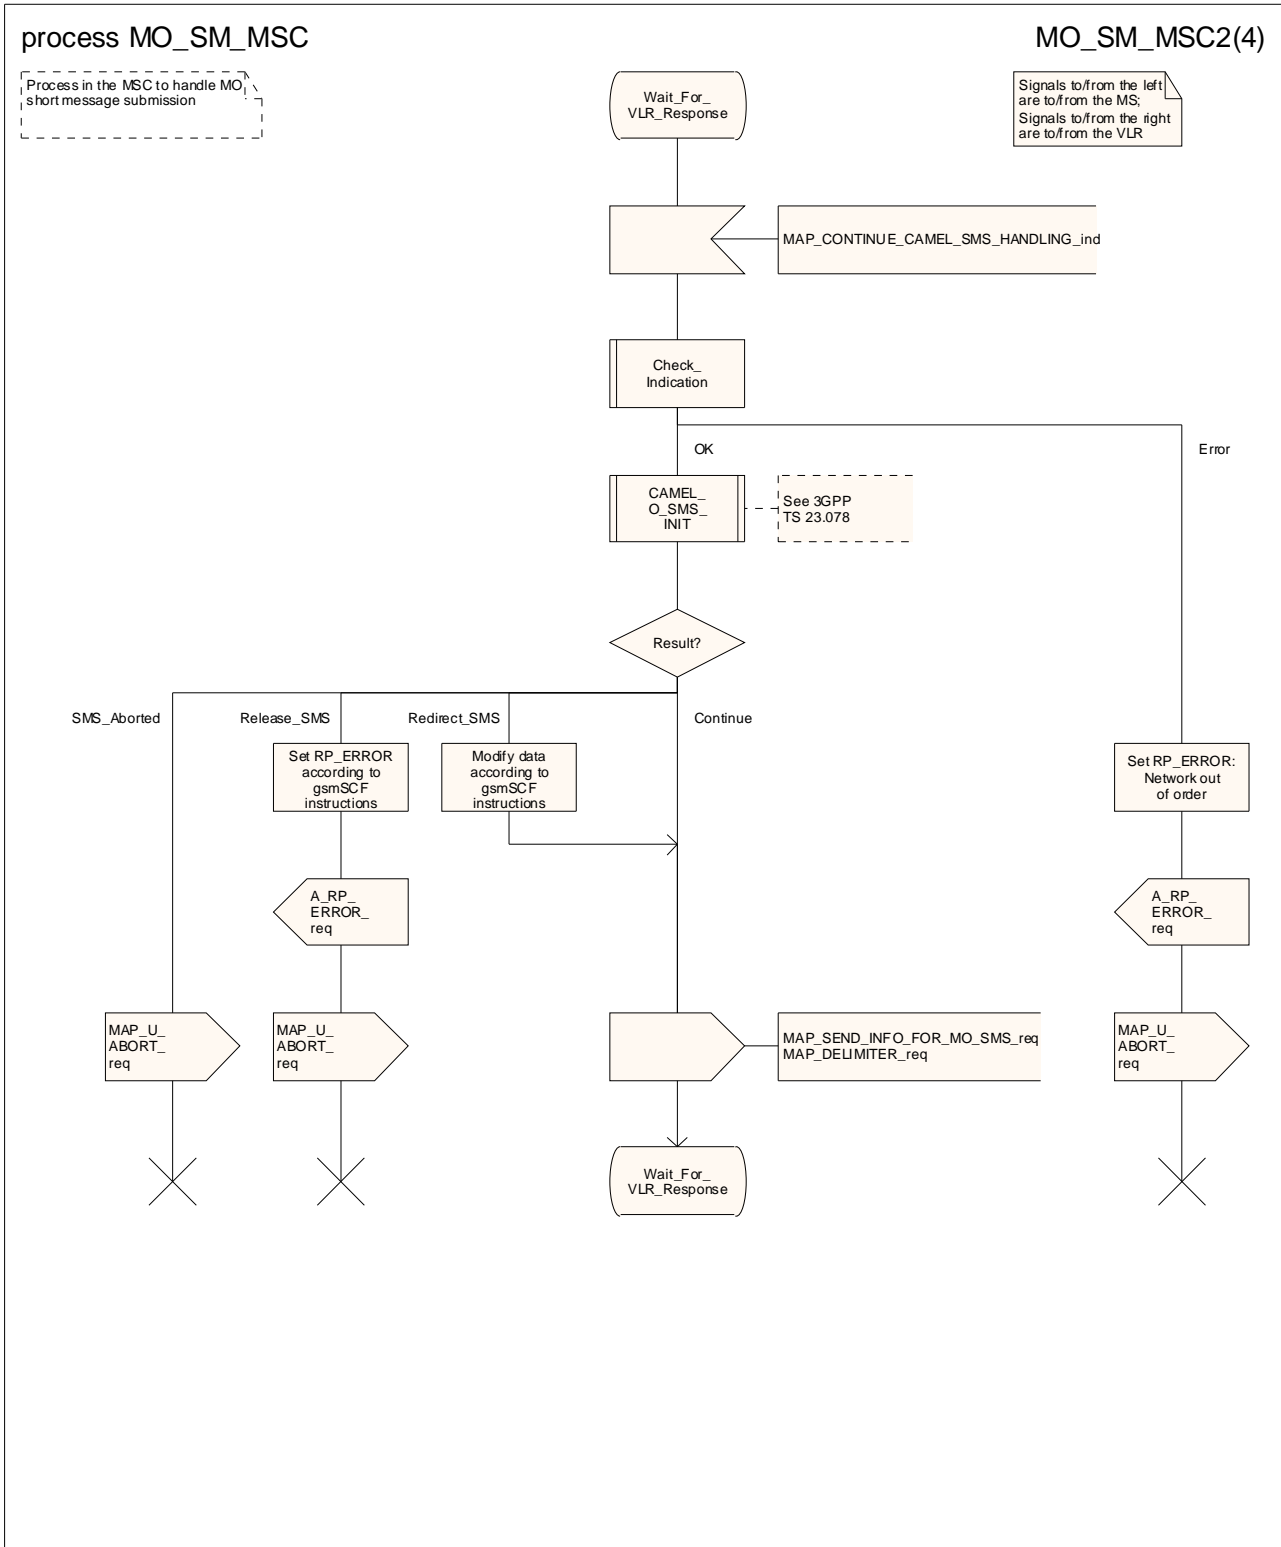 process MO_SM_MSC
MO_SM_MSC2(4)
Process in the MSC to handle MO
short message submission
Wait_For_
VLR_Response
Signals to/from the left
are to/from the MS;
Signals to/from the right
are to/from the VLR
MAP_CONTINUE_CAMEL_SMS_HANDLING_ind
Check_
Indication
OK
Error
CAMEL_
O_SMS_
INIT
See 3GPP
TS 23.078
Result?
SMS_Aborted
Release_SMS
Redirect_SMS
Continue
Set RP_ERROR
according to
gsmSCF
instructions
Modify data
according to
gsmSCF
instructions
Set RP_ERROR:
Network out
of order
A_RP_
ERROR_
req
A_RP_
ERROR_
req
MAP_U_
ABORT_
req
MAP_U_
ABORT_
req
MAP_SEND_INFO_FOR_MO_SMS_req
MAP_DELIMITER_req
MAP_U_
ABORT_
req
Wait_For_
VLR_Response